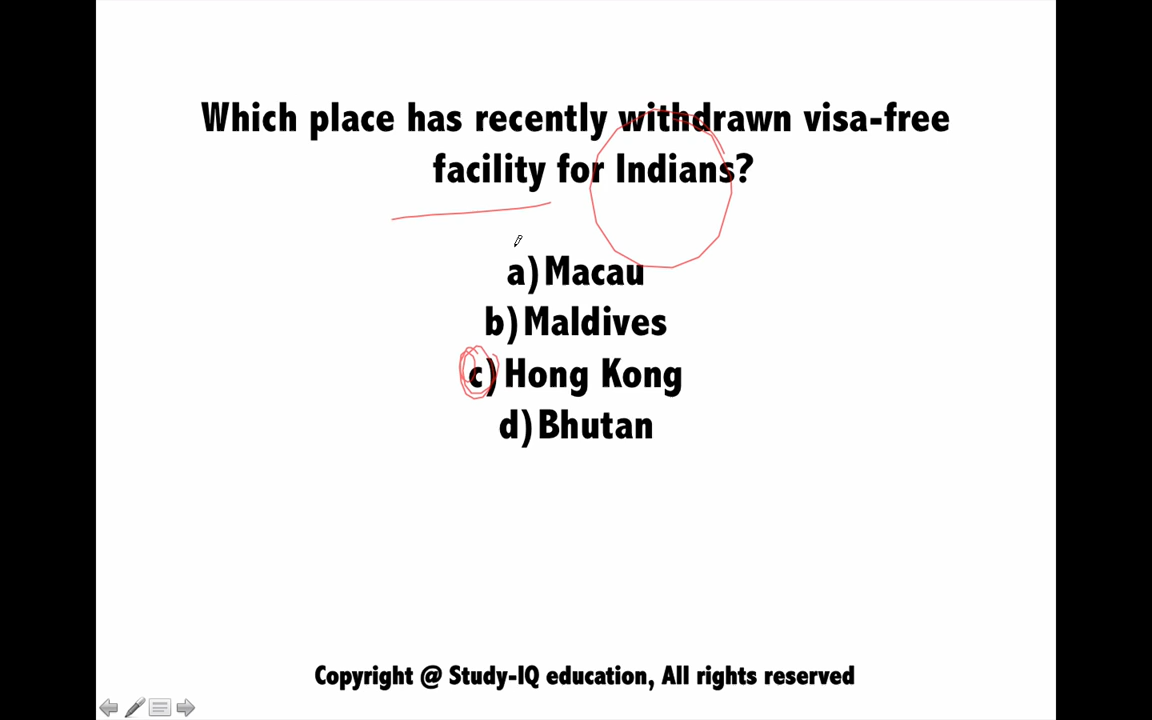 Which place has recently withdrawn visa-free
facility for Indians?
a) Macau
b) Maldives
c) Hong Kong
d) Bhutan
Copyright @ Study-IQ education, All rights reserved